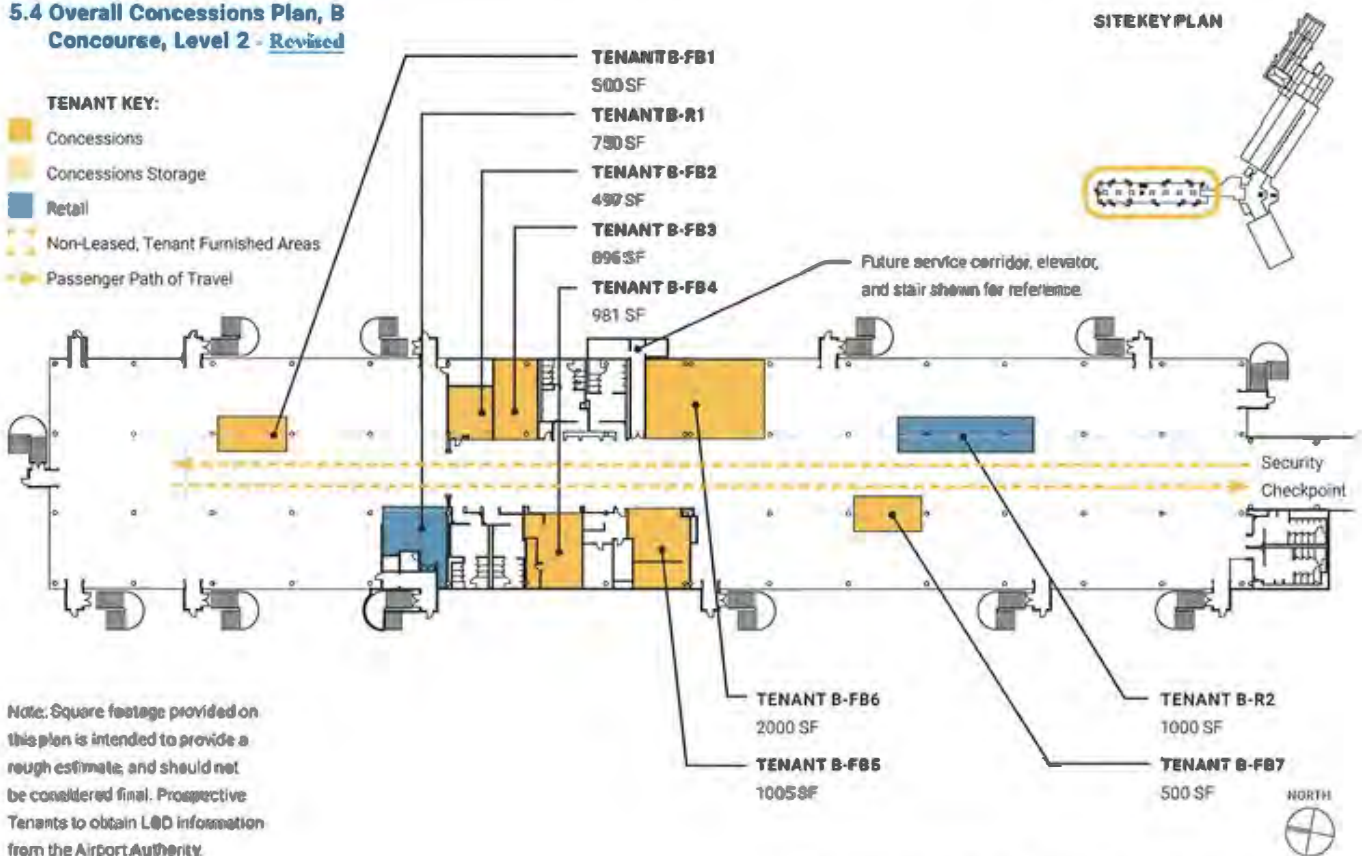 5.4 Overall Concessions Plan, B
Concourse, Level 2 - Revised
SITE KEY PLAN
TENANT KEY:
Concessions
Concessions Storage
Retail
Non-Leased, Tenant Furnished Areas
Passenger Path of Travel
TENANT B-FB1
500 SF
TENANT B-R1
750 SF
TENANT B-FB2
497 SF
TENANT B-FB3
896 SF
TENANT B-FB4
981 SF
Future service corridor, elevator,
and stair shown for reference.
Security
Checkpoint
TENANT B-FB6
2000 SF
TENANT B-FB5
1005 SF
TENANT B-R2
1000 SF
TENANT B-FB7
500 SF
NORTH
Note: Square footage provided on
this plan is intended to provide a
rough estimate, and should not
be considered final. Prospective
Tenants to obtain LOD information
from the Airport Authority.